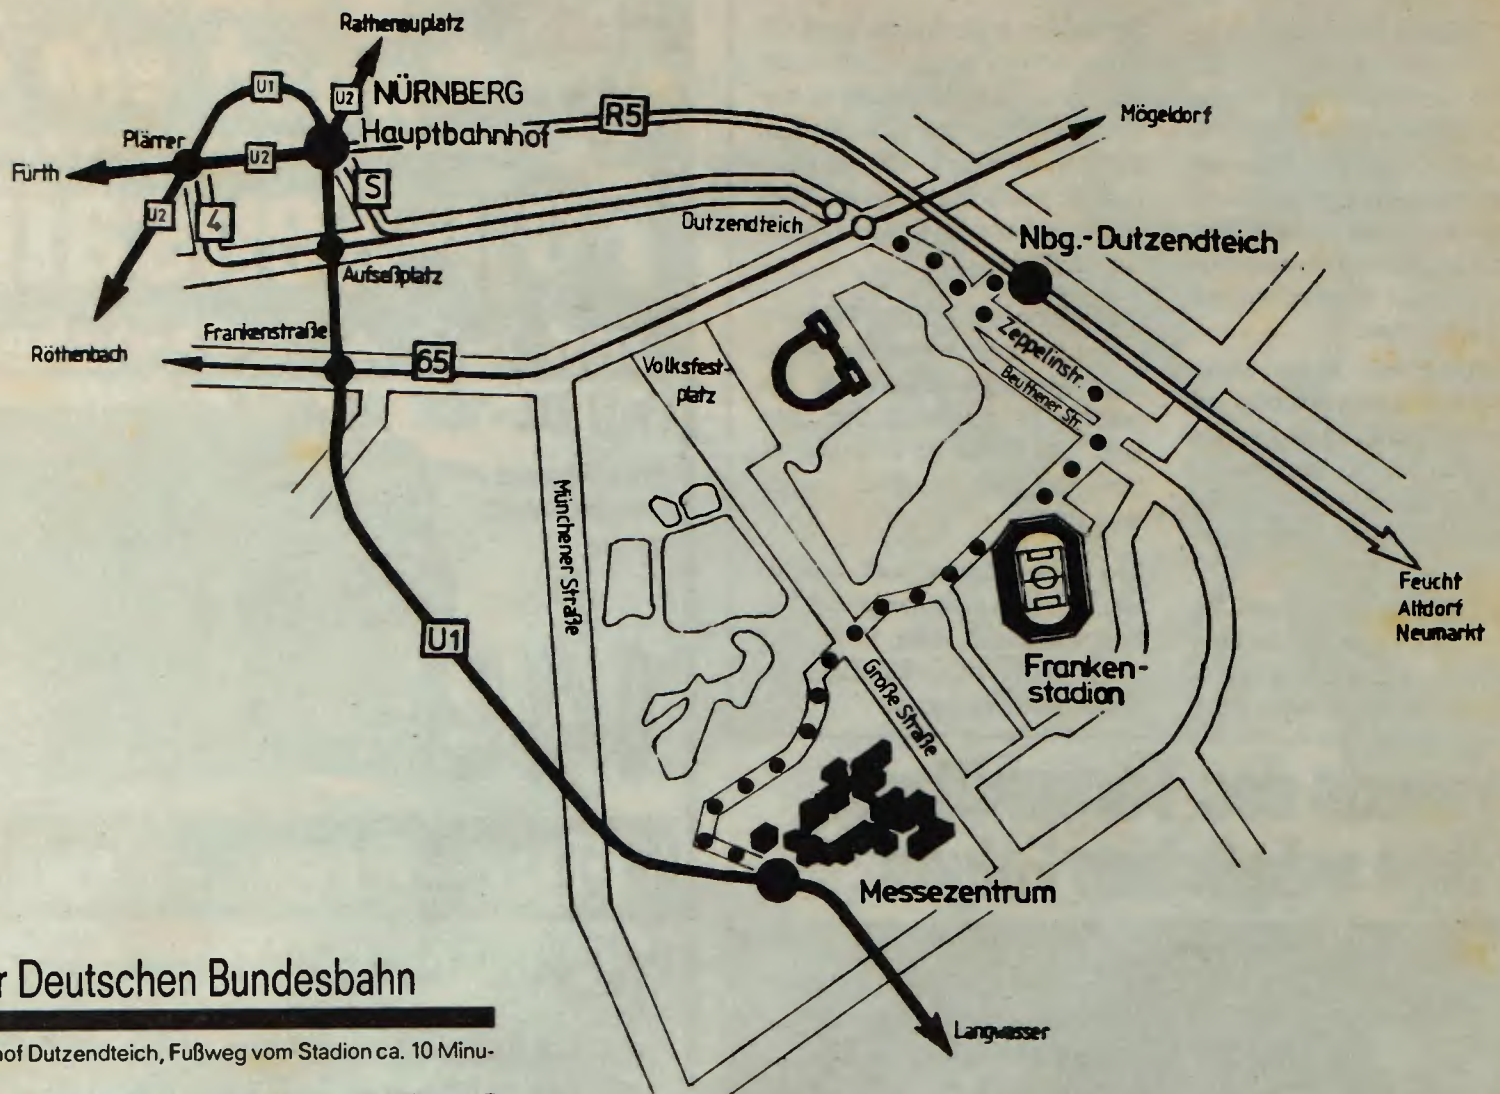 Rathenauplatz
U1
U2
NÜRNBERG
Hauptbahnhof
R5
Mögeldorf
Plärrer
U2
Fürth
S
U2
4
Dutzendteich
Nbg.-Dutzendteich
Aufseßplatz
Frankenstraße
Röthenbach
65
Volksfest-
platz
Zeppelinstr.
Beuthener Str.
Münchener Straße
Feucht
Altdorf
Neumarkt
U1
Franken-
stadion
Große Straße
Messezentrum
Langwasser
r Deutschen Bundesbahn
hof Dutzendteich, Fußweg vom Stadion ca. 10 Minu-